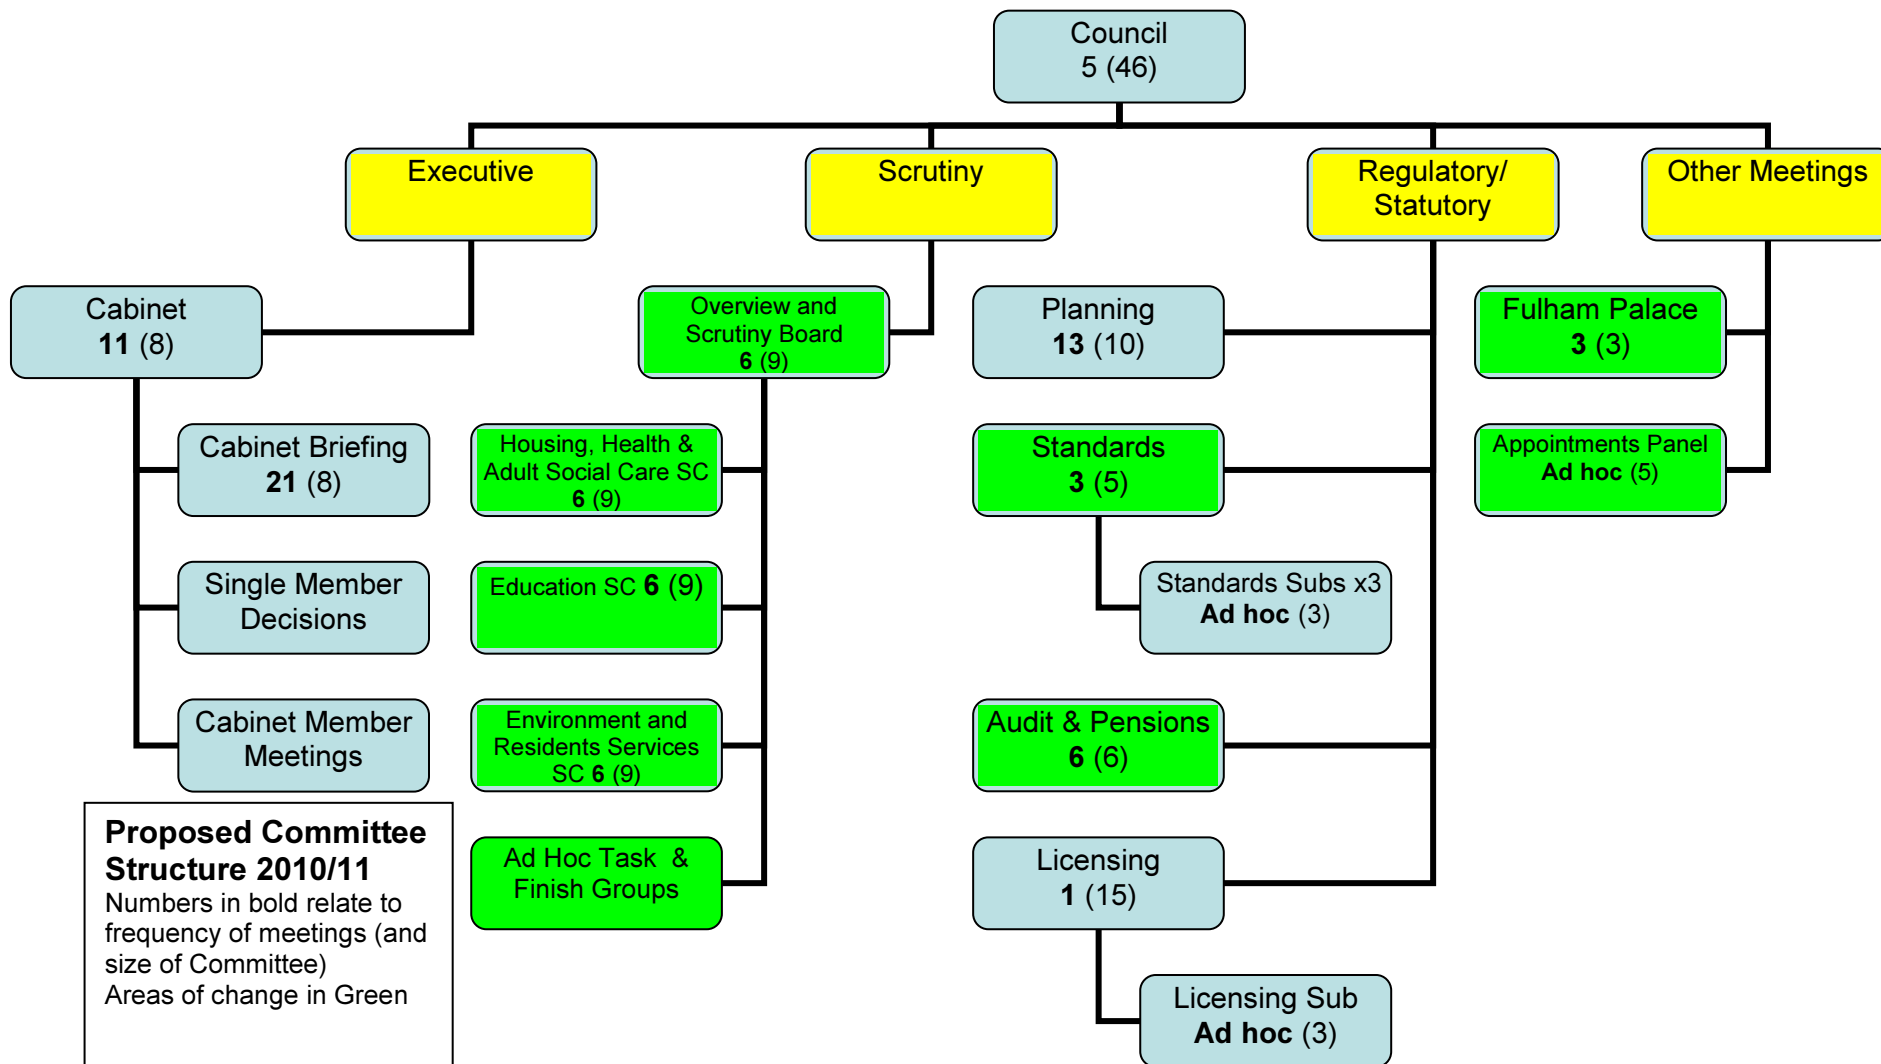 Council
5 (46)
Executive
Scrutiny
Regulatory/
Statutory
Other Meetings
Cabinet
11 (8)
Overview and
Scrutiny Board
6 (9)
Planning
13 (10)
Fulham Palace
3 (3)
Cabinet Briefing
21 (8)
Housing, Health &
Adult Social Care SC
6 (9)
Standards
3 (5)
Appointments Panel
Ad hoc (5)
Single Member
Decisions
Education SC 6 (9)
Standards Subs x3
Ad hoc (3)
Cabinet Member
Meetings
Environment and
Residents Services
SC 6 (9)
Audit & Pensions
6 (6)
Proposed Committee
Structure 2010/11
Numbers in bold relate to
frequency of meetings (and
size of Committee)
Areas of change in Green
Ad Hoc Task  &
Finish Groups
Licensing
1 (15)
Licensing Sub
Ad hoc (3)